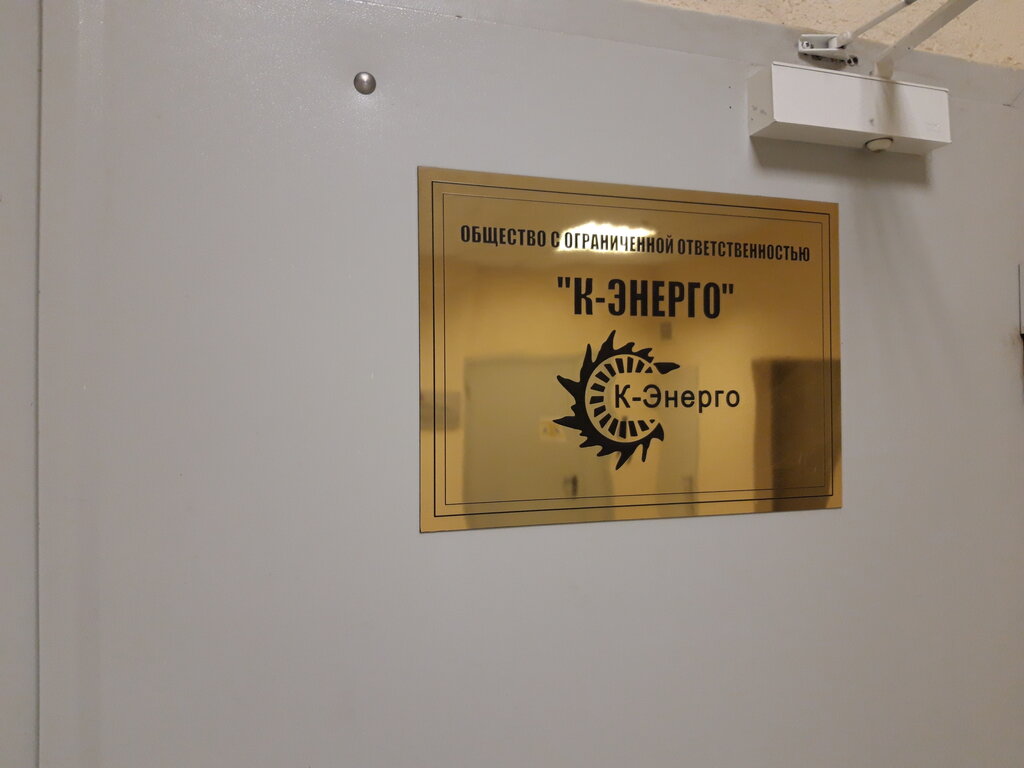 ОБЩЕСТВО С ОГРАНИЧЕННОЙ ОТВЕТСТВЕННОСТЬЮ
"К-ЭНЕРГО"
К-Энерго